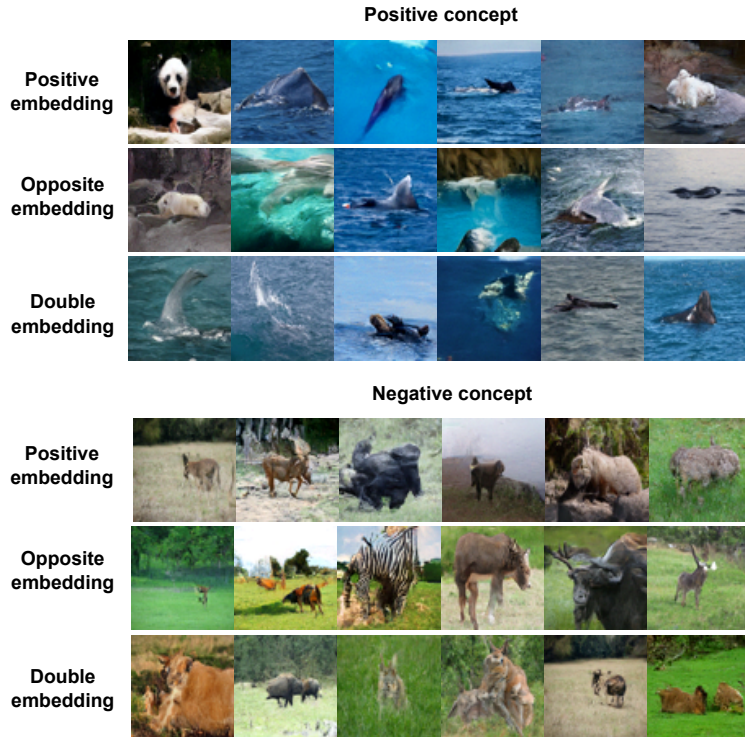 Positive concept
Positive
embedding
Opposite
embedding
Double
embedding
Negative concept
Positive
embedding
Opposite
embedding
Double
embedding